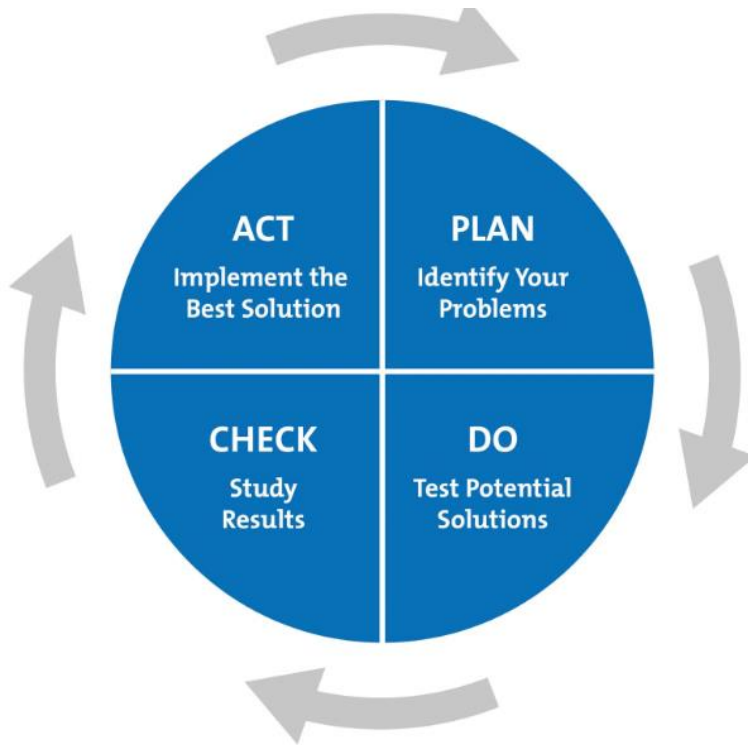 ACT
Implement the
Best Solution
PLAN
Identify Your
Problems
CHECK
Study
Results
DO
Test Potential
Solutions